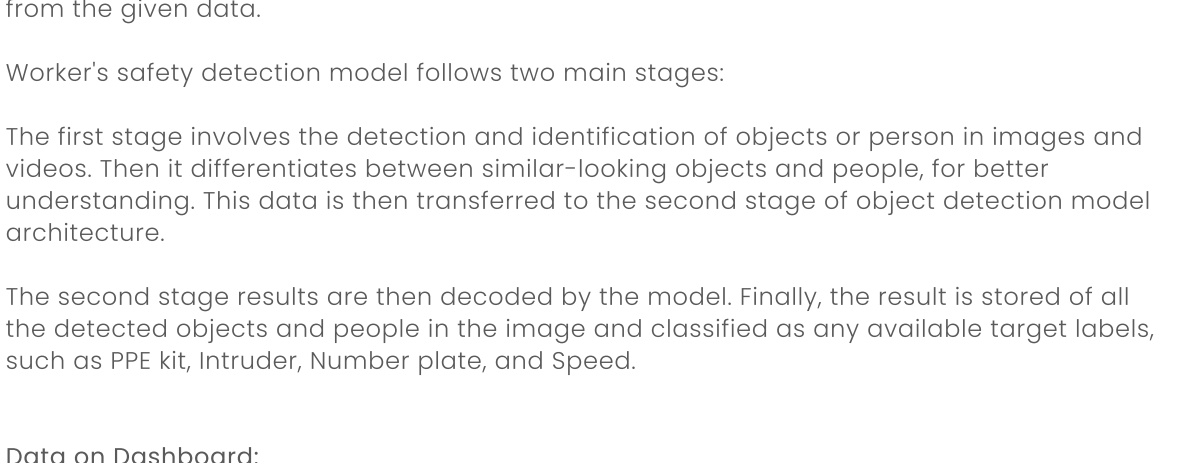 from the given data.
Worker's safety detection model follows two main stages:
The first stage involves the detection and identification of objects or person in images and
videos. Then it differentiates between similar-looking objects and people, for better
understanding. This data is then transferred to the second stage of object detection model
architecture.
The second stage results are then decoded by the model. Finally, the result is stored of all
the detected objects and people in the image and classified as any available target labels,
such as PPE kit, Intruder, Number plate, and Speed.
Data on Dashboard: